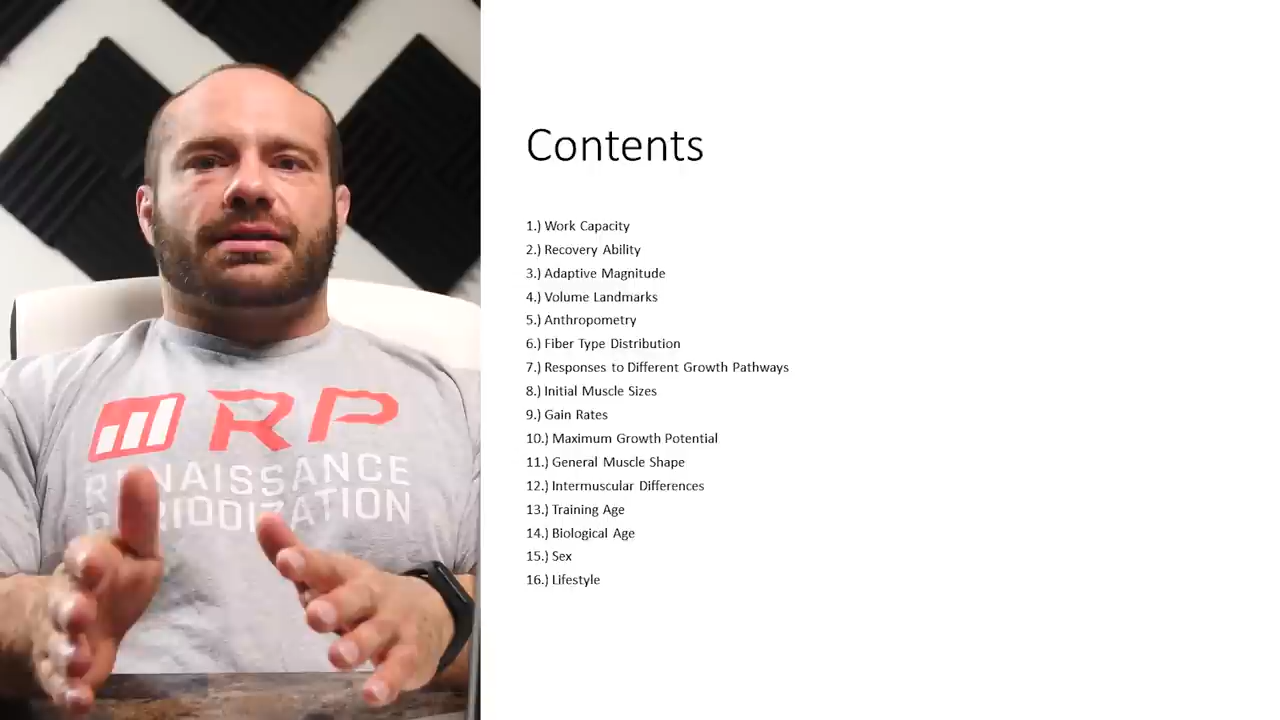 RP
RENAISSANCE
PERIODIZATION
Contents
1.) Work Capacity
2.) Recovery Ability
3.) Adaptive Magnitude
4.) Volume Landmarks
5.) Anthropometry
6.) Fiber Type Distribution
7.) Responses to Different Growth Pathways
8.) Initial Muscle Sizes
9.) Gain Rates
10.) Maximum Growth Potential
11.) General Muscle Shape
12.) Intermuscular Differences
13.) Training Age
14.) Biological Age
15.) Sex
16.) Lifestyle